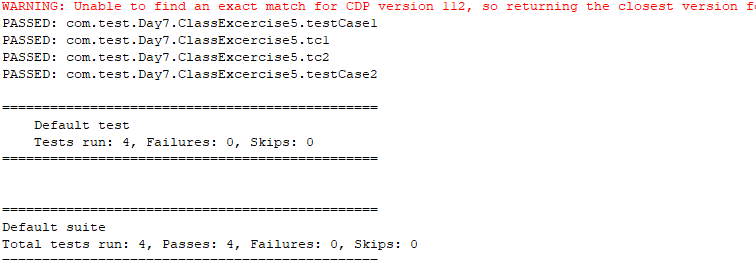 WARNING: Unable to find an exact match for CDP version 112, so returning the closest version
PASSED: com.test.Day7.ClassExcercise5.testCase1
PASSED: com.test.Day7.ClassExcercise5.tc1
PASSED: com.test.Day7.ClassExcercise5.tc2
PASSED: com.test.Day7.ClassExcercise5.testCase2
===============================================
Default test
Tests run: 4, Failures: 0, Skips: 0
===============================================
===============================================
Default suite
Total tests run: 4, Passes: 4, Failures: 0, Skips: 0
===============================================